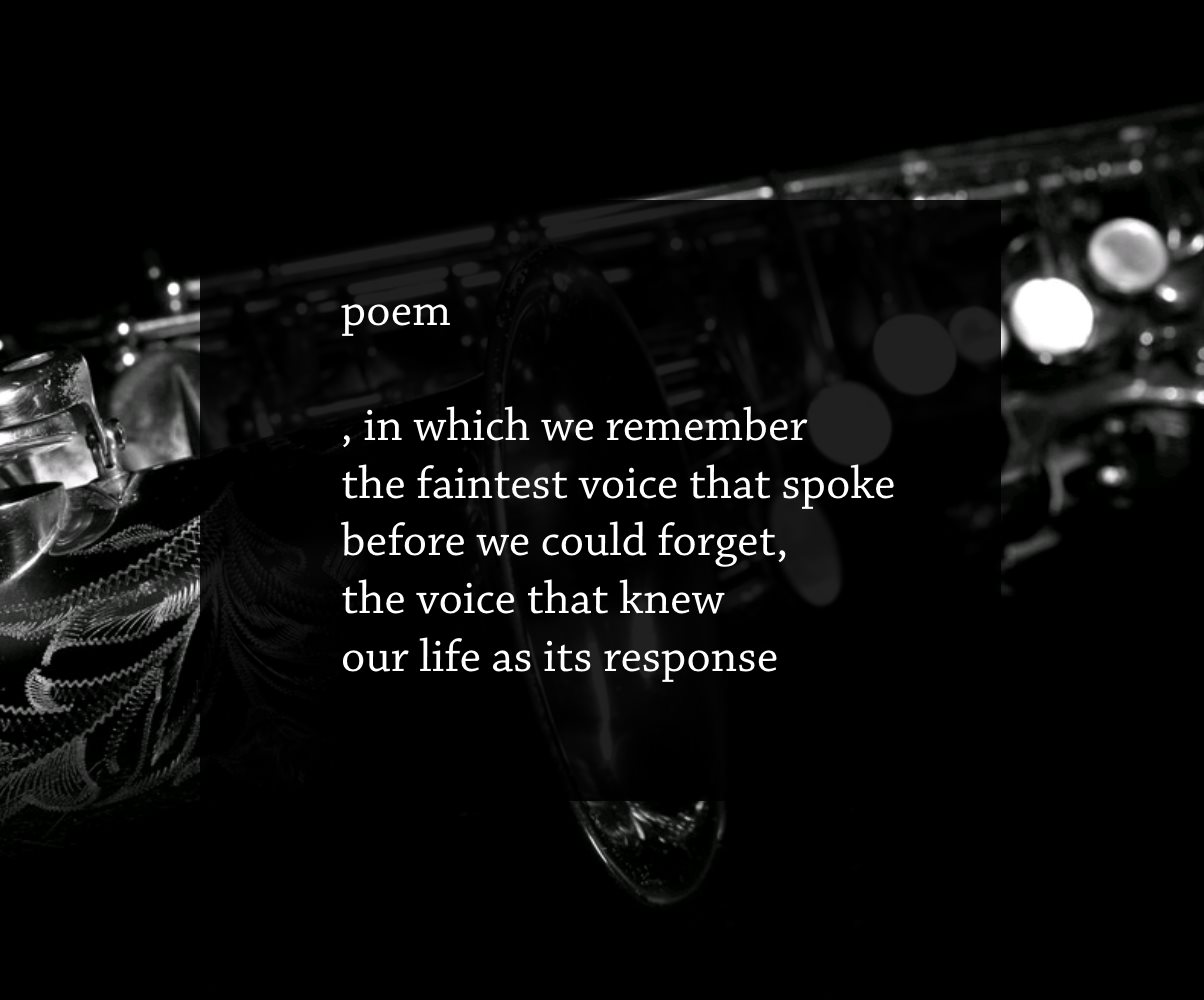 poem
, in which we remember
the faintest voice that spoke
before we could forget,
the voice that knew
our life as its response